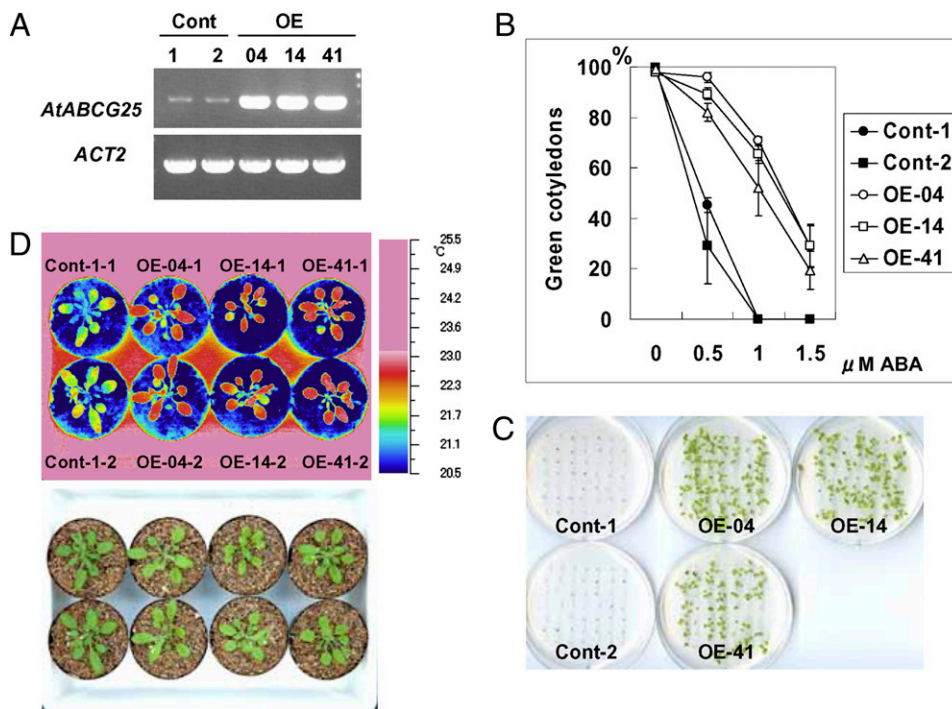 A
Cont OE
1 2 04 14 41
AtABCG25
ACT2
B
%
100
80
60
40
20
0
0 0.5 1 1.5
μM ABA
Green cotyledons
Cont-1
Cont-2
OE-04
OE-14
OE-41
C
Cont-1 OE-04 OE-14
Cont-2 OE-41
D
Cont-1-1 OE-04-1 OE-14-1 OE-41-1
Cont-1-2 OE-04-2 OE-14-2 OE-41-2
25.5
°C
24.9
24.2
23.6
23.0
22.3
21.7
21.1
20.5